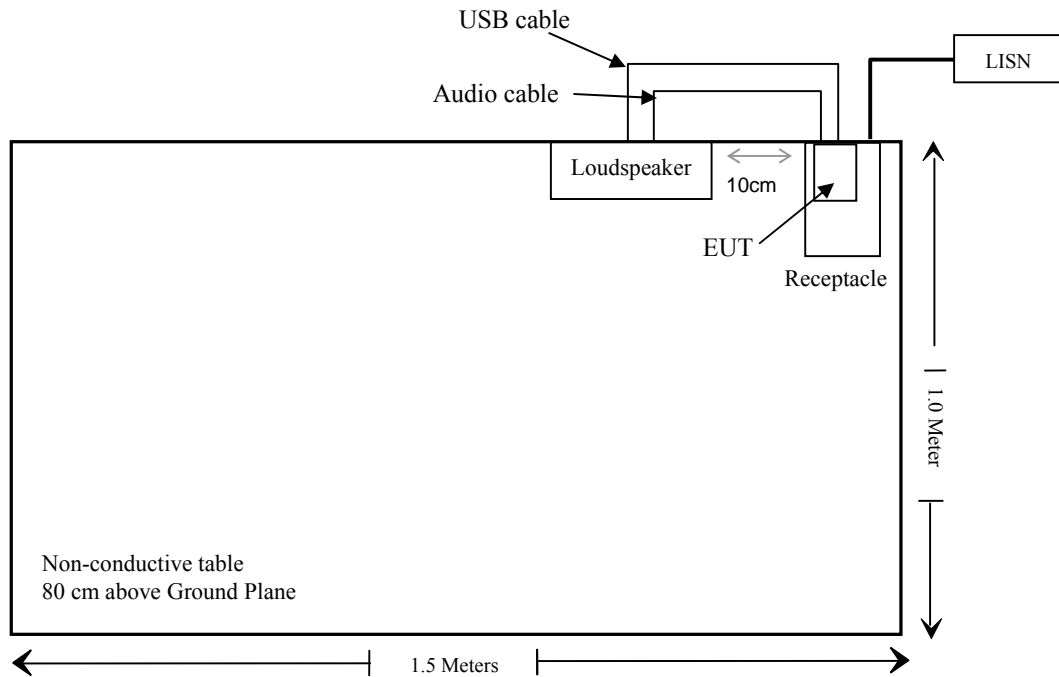 USB cable
LISN
Audio cable
Loudspeaker
10cm
EUT
Receptacle
1.0 Meter
Non-conductive table
80 cm above Ground Plane
1.5 Meters